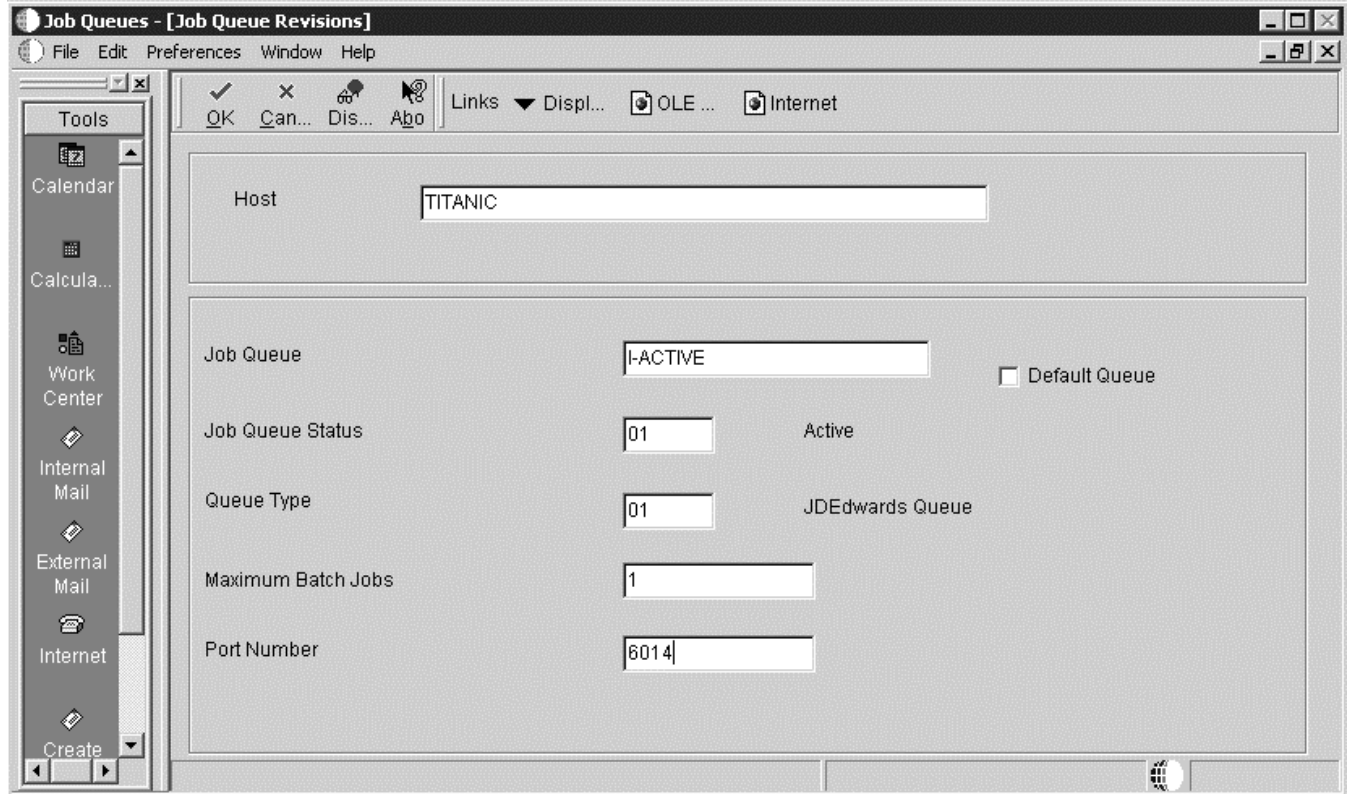 Job Queues - [Job Queue Revisions]
File Edit Preferences Window Help
Tools
Calendar
Calcula...
Work
Center
Internal
Mail
External
Mail
Internet
Create
OK Can... Dis... Abo Links Displ... OLE ... Internet
Host TITANIC
Job Queue I-ACTIVE Default Queue
Job Queue Status 01 Active
Queue Type 01 JDEdwards Queue
Maximum Batch Jobs 1
Port Number 6014